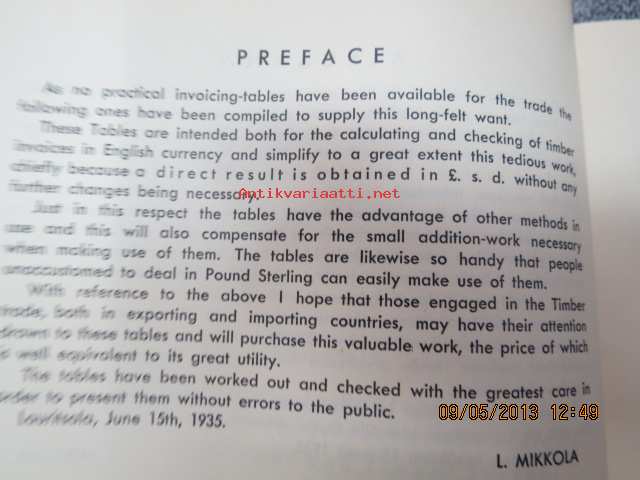 PREFACE
As no practical invoicing-tables have been available for the trade the
following ones have been compiled to supply this long-felt want.
These Tables are intended both for the calculating and checking of timber
invoices in English currency and simplify to a great extent this tedious work,
chiefly because a direct result is obtained in £. s. d. without any
further changes being necessary.
Antikvariaatti.net
Just in this respect the tables have the advantage of other methods in
use and this will also compensate for the small addition-work necessary
when making use of them. The tables are likewise so handy that people
unaccustomed to deal in Pound Sterling can easily make use of them.
With reference to the above I hope that those engaged in the Timber
trade, both in exporting and importing countries, may have their attention
drawn to these tables and will purchase this valuable work, the price of which
is well equivalent to its great utility.
The tables have been worked out and checked with the greatest care in
order to present them without errors to the public.
June 15th, 1935.
09/05/2013 12:49
L. MIKKOLA